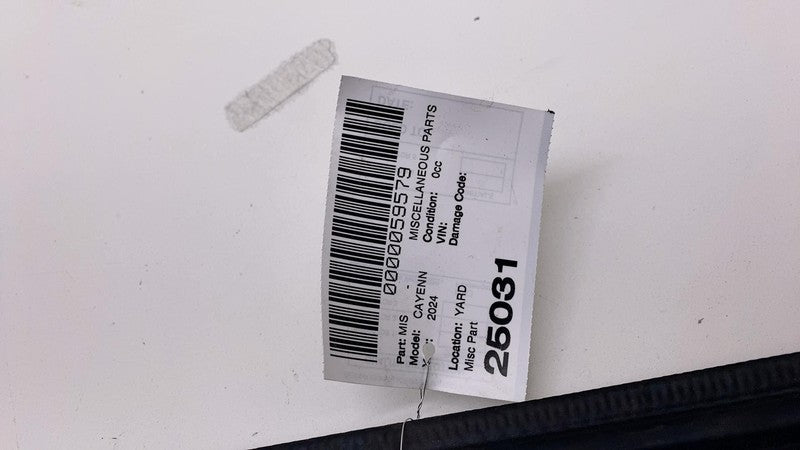 0000059579
Part: MIS - MISCELLANEOUS PARTS
Model: CAYENN Condition: 0cc
2024 VIN:
Damage Code:
Location: YARD
Misc Part
25031